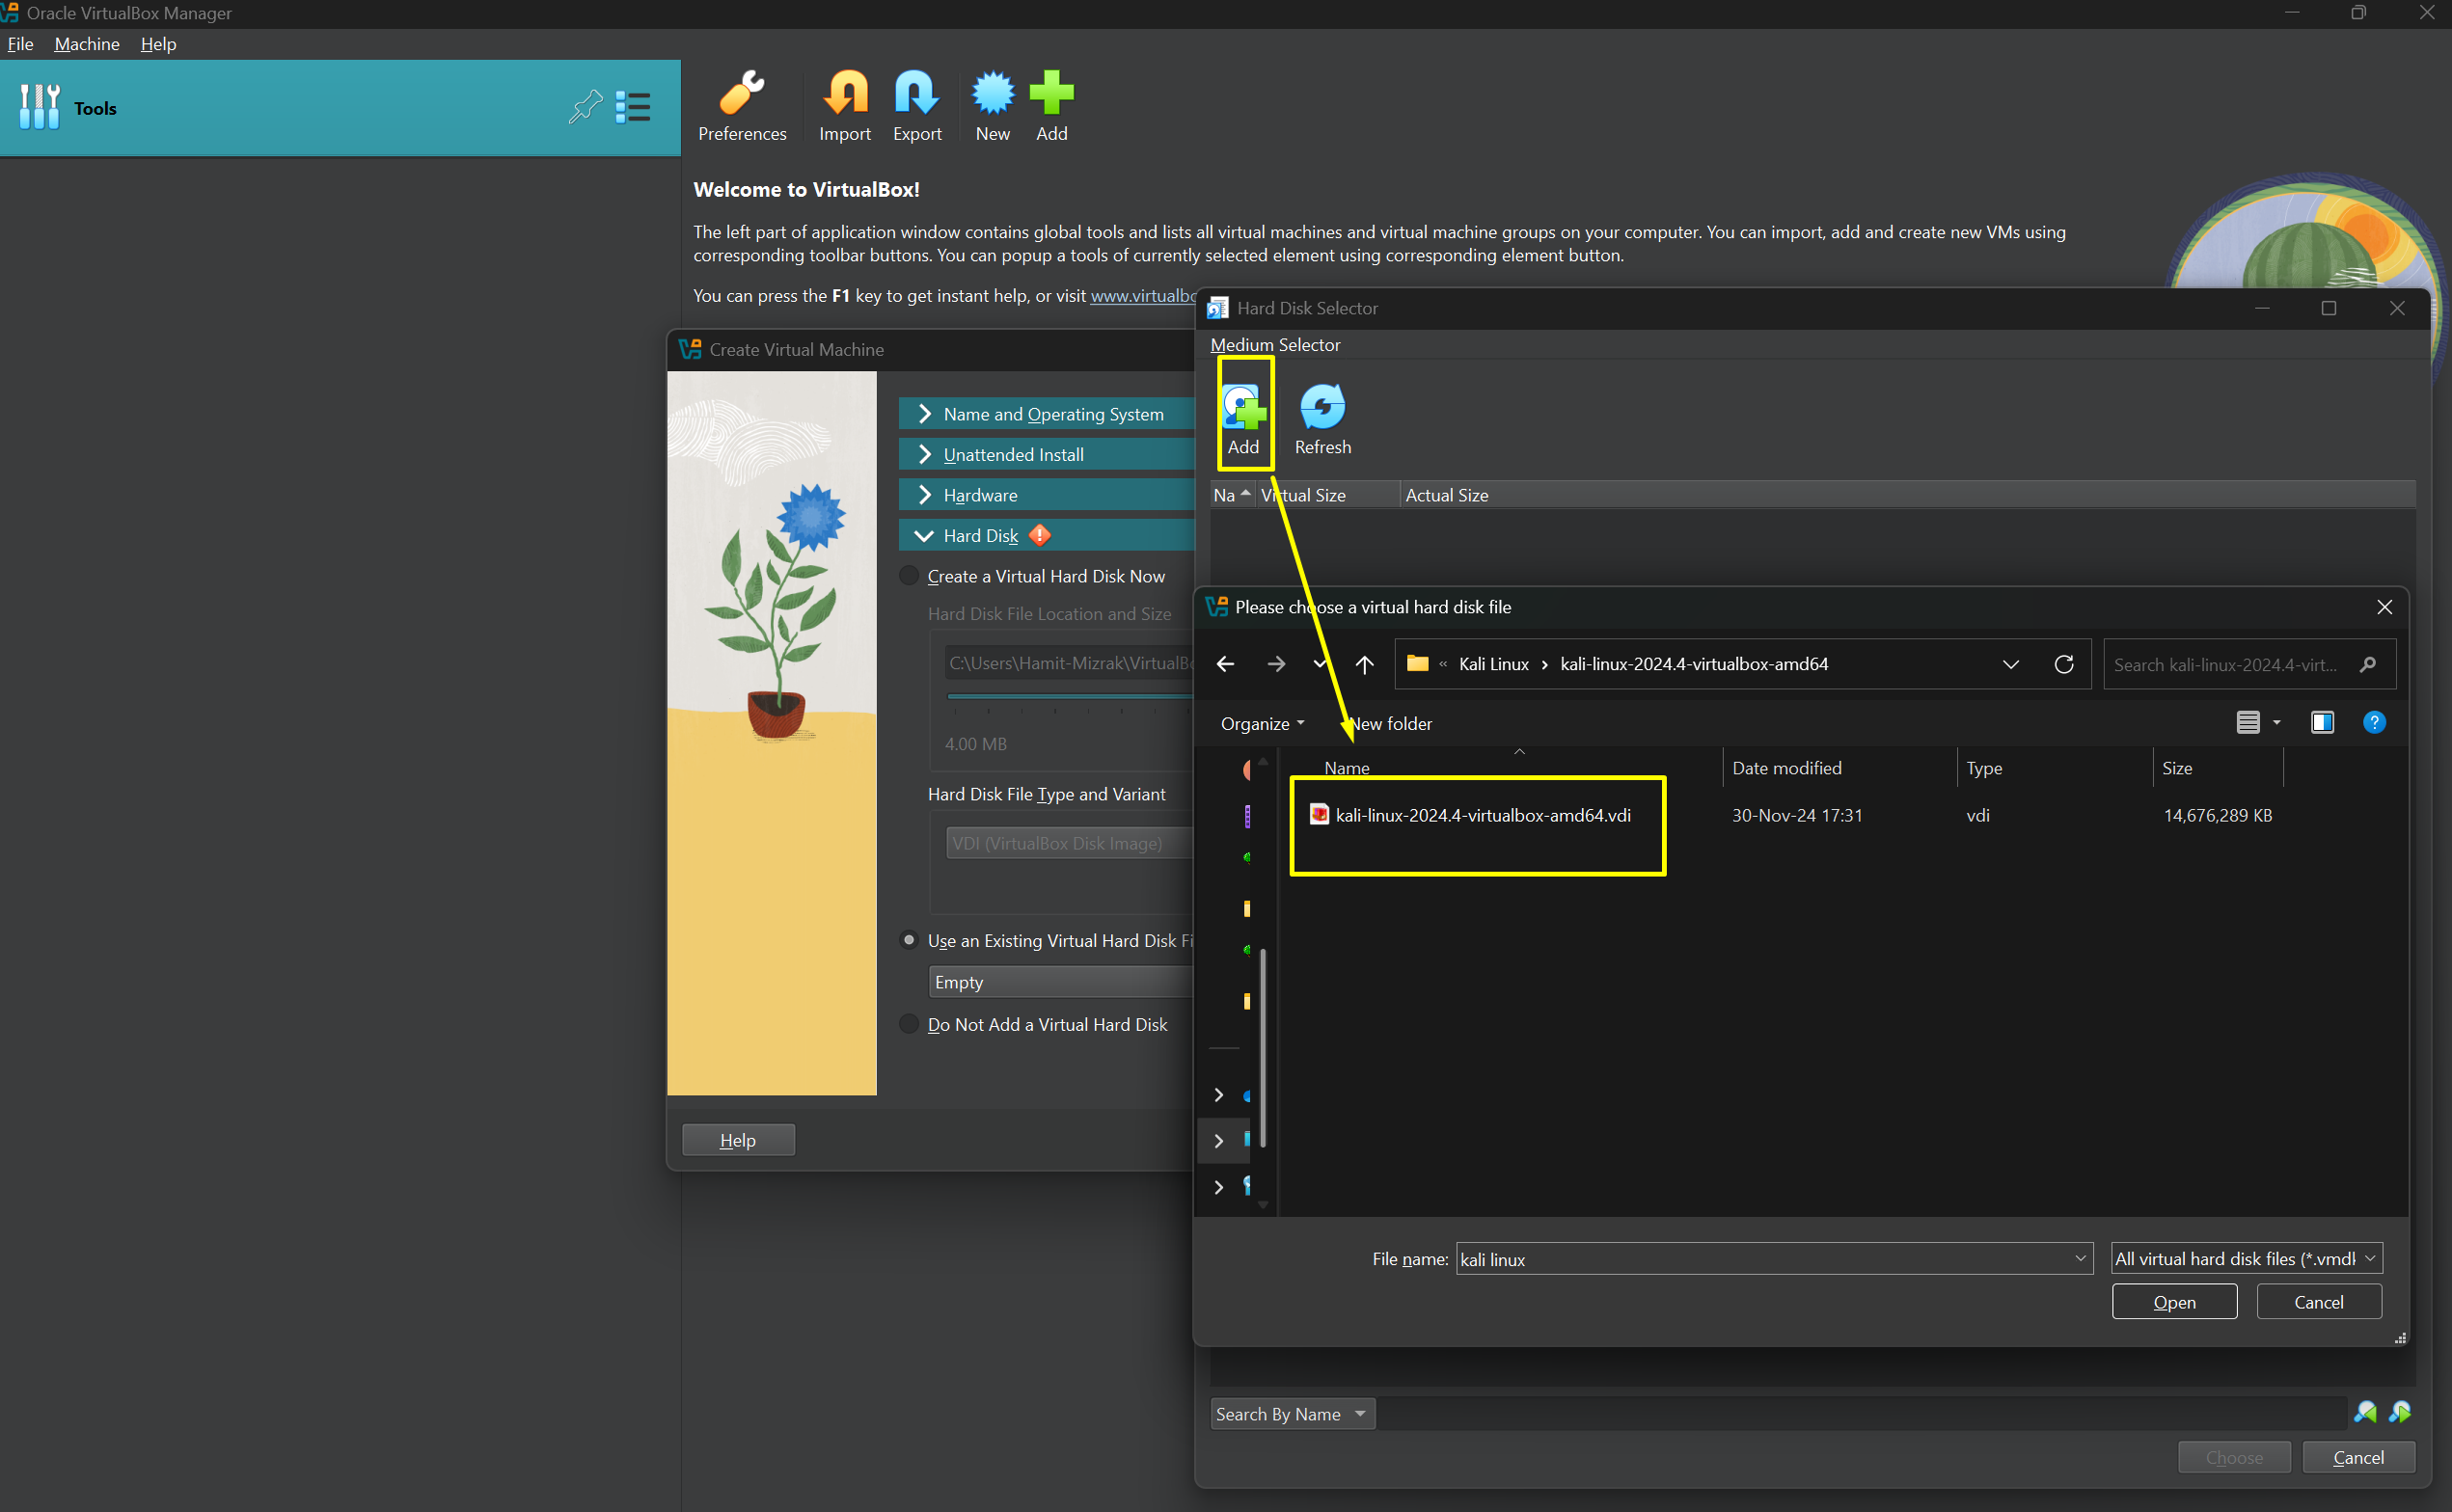 Oracle VirtualBox Manager
File Machine Help
Tools
Preferences Import Export New Add
Welcome to VirtualBox!
The left part of application window contains global tools and lists all virtual machines and virtual machine groups on your computer. You can import, add and create new VMs using
corresponding toolbar buttons. You can popup a tools of currently selected element using corresponding element button.
You can press the F1 key to get instant help, or visit www.virtualbo
Hard Disk Selector
Medium Selector
Add Refresh
Na Virtual Size Actual Size
Create Virtual Machine
Name and Operating System
Unattended Install
Hardware
Hard Disk
Create a Virtual Hard Disk Now
Hard Disk File Location and Size
C:\Users\Hamit-Mizrak\VirtualBo
4.00 MB
Hard Disk File Type and Variant
VDI (VirtualBox Disk Image)
Use an Existing Virtual Hard Disk Fi
Empty
Do Not Add a Virtual Hard Disk
Help
Please choose a virtual hard disk file
« Kali Linux › kali-linux-2024.4-virtualbox-amd64
Search kali-linux-2024.4-virt...
Organize New folder
Name Date modified Type Size
kali-linux-2024.4-virtualbox-amd64.vdi 30-Nov-24 17:31 vdi 14,676,289 KB
File name: kali linux All virtual hard disk files (*.vmdk
Open Cancel
Search By Name
Choose Cancel